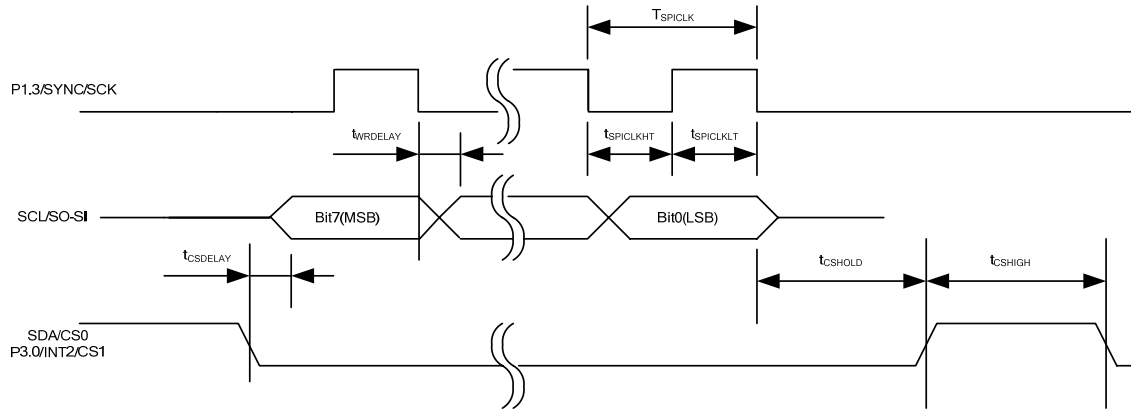 TSPICLK
P1.3/SYNC/SCK
tWRDELAY
tSPICLKHT
tSPICLKLT
SCL/SO-SI
Bit7(MSB)
Bit0(LSB)
tCSDELAY
tCSHOLD
tCSHIGH
SDA/CS0
P3.0/INT2/CS1